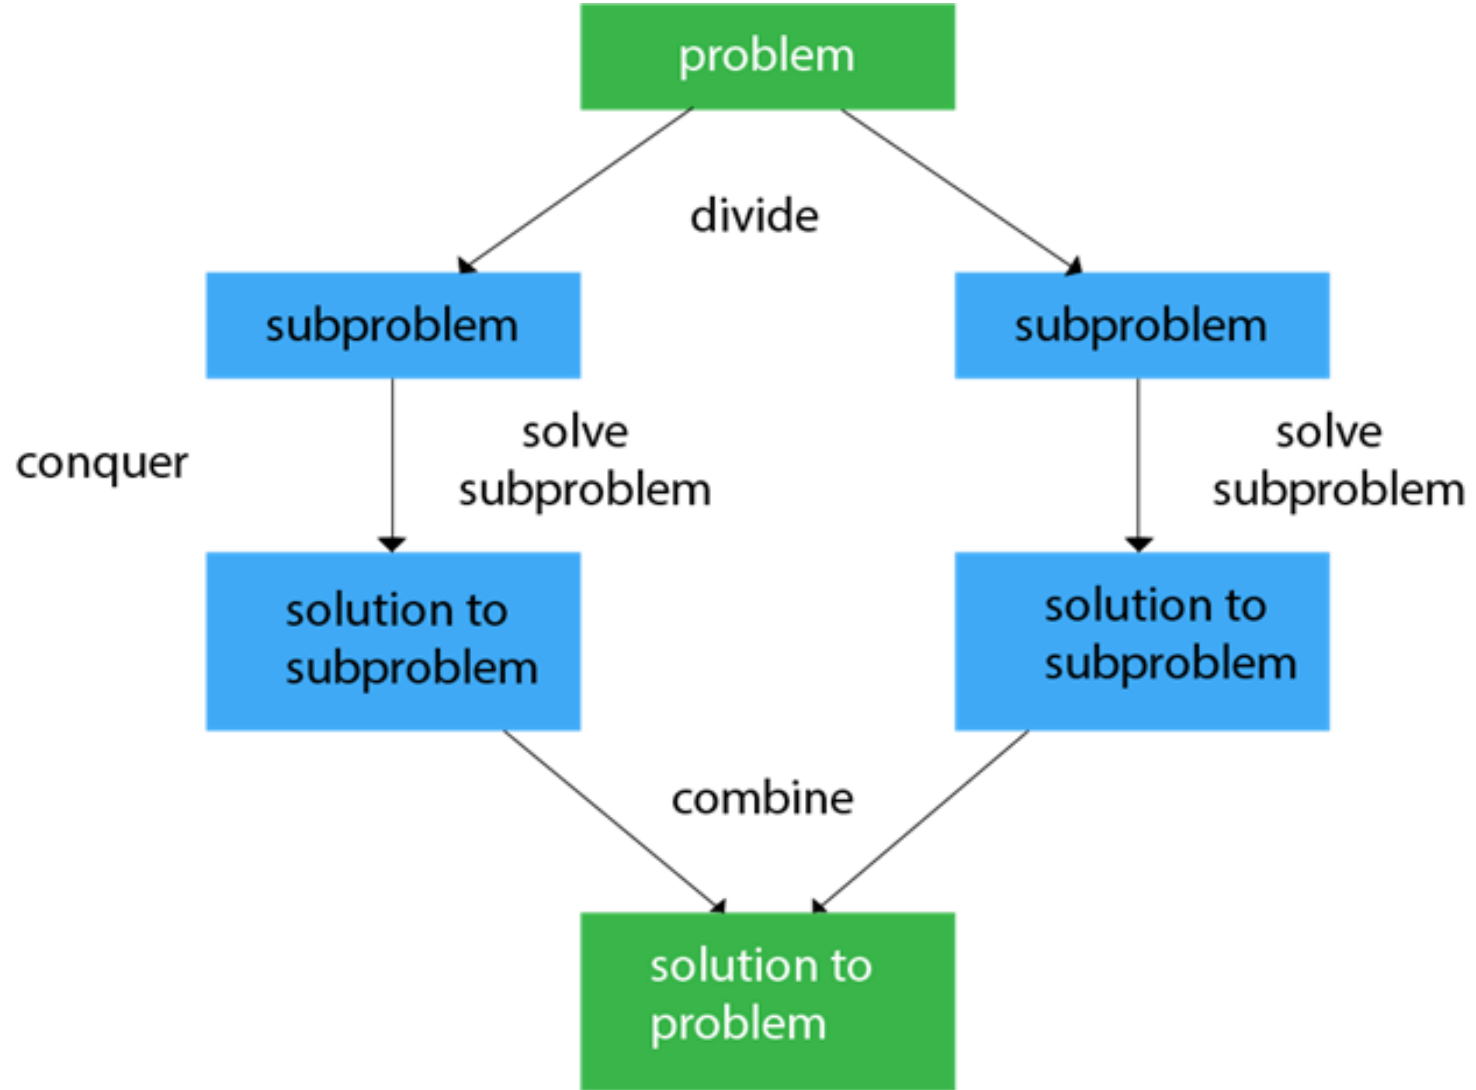 problem
divide
subproblem
subproblem
conquer
solve
subproblem
solve
subproblem
solution to
subproblem
solution to
subproblem
combine
solution to
problem